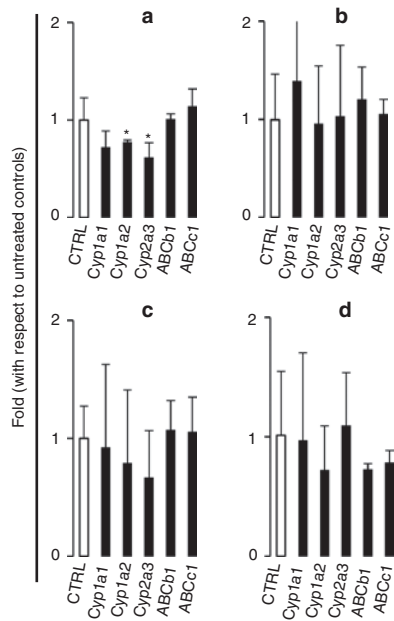 Fold (with respect to untreated controls)
a
2
1
0
* *
CTRL Cyp1a1 Cyp1a2 Cyp2a3 ABCb1 ABCc1
b
2
1
0
CTRL Cyp1a1 Cyp1a2 Cyp2a3 ABCb1 ABCc1
c
2
1
0
CTRL Cyp1a1 Cyp1a2 Cyp2a3 ABCb1 ABCc1
d
2
1
0
CTRL Cyp1a1 Cyp1a2 Cyp2a3 ABCb1 ABCc1